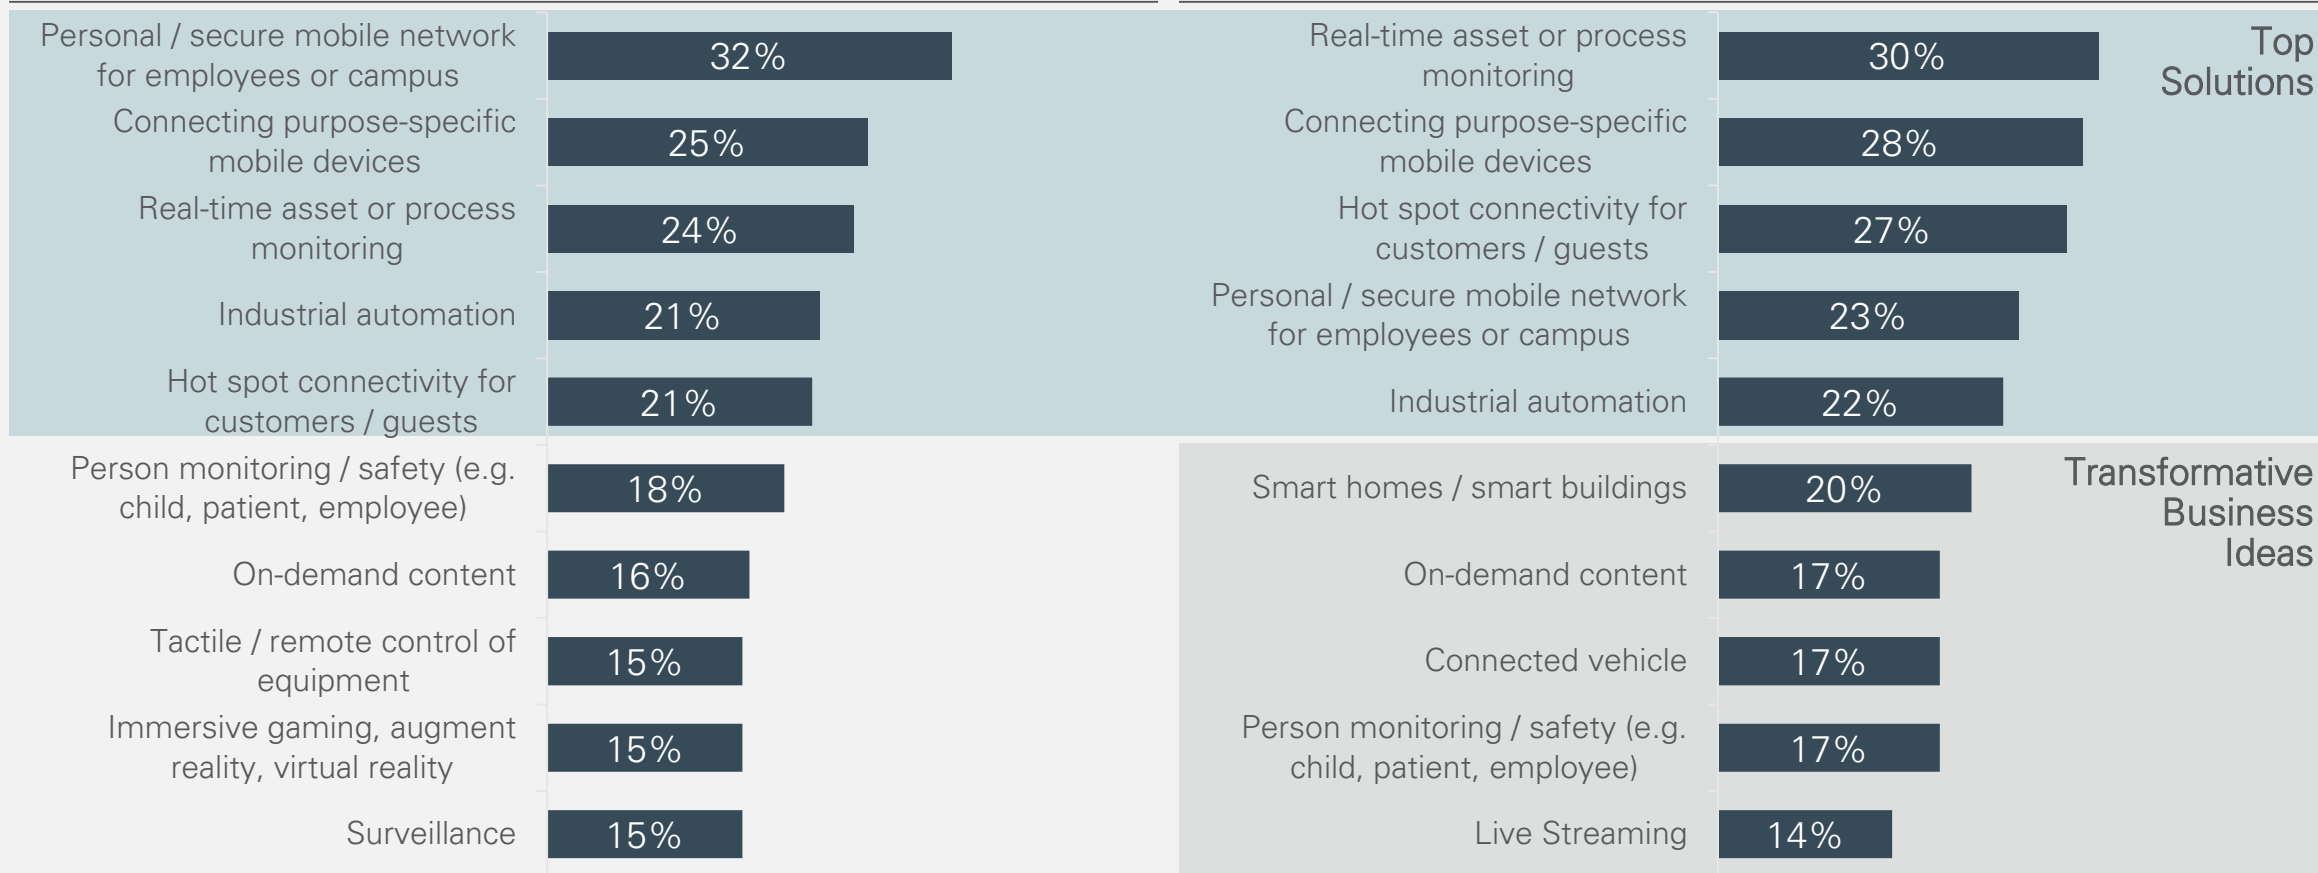 Personal / secure mobile network
for employees or campus
32%
Connecting purpose-specific
mobile devices
25%
Real-time asset or process
monitoring
24%
Industrial automation
21%
Hot spot connectivity for
customers / guests
21%
Person monitoring / safety (e.g.
child, patient, employee)
18%
On-demand content
16%
Tactile / remote control of
equipment
15%
Immersive gaming, augment
reality, virtual reality
15%
Surveillance
15%
Real-time asset or process
monitoring
30%
Connecting purpose-specific
mobile devices
28%
Hot spot connectivity for
customers / guests
27%
Personal / secure mobile network
for employees or campus
23%
Industrial automation
22%
Smart homes / smart buildings
20%
On-demand content
17%
Connected vehicle
17%
Person monitoring / safety (e.g.
child, patient, employee)
17%
Live Streaming
14%
Top
Solutions
Transformative
Business
Ideas